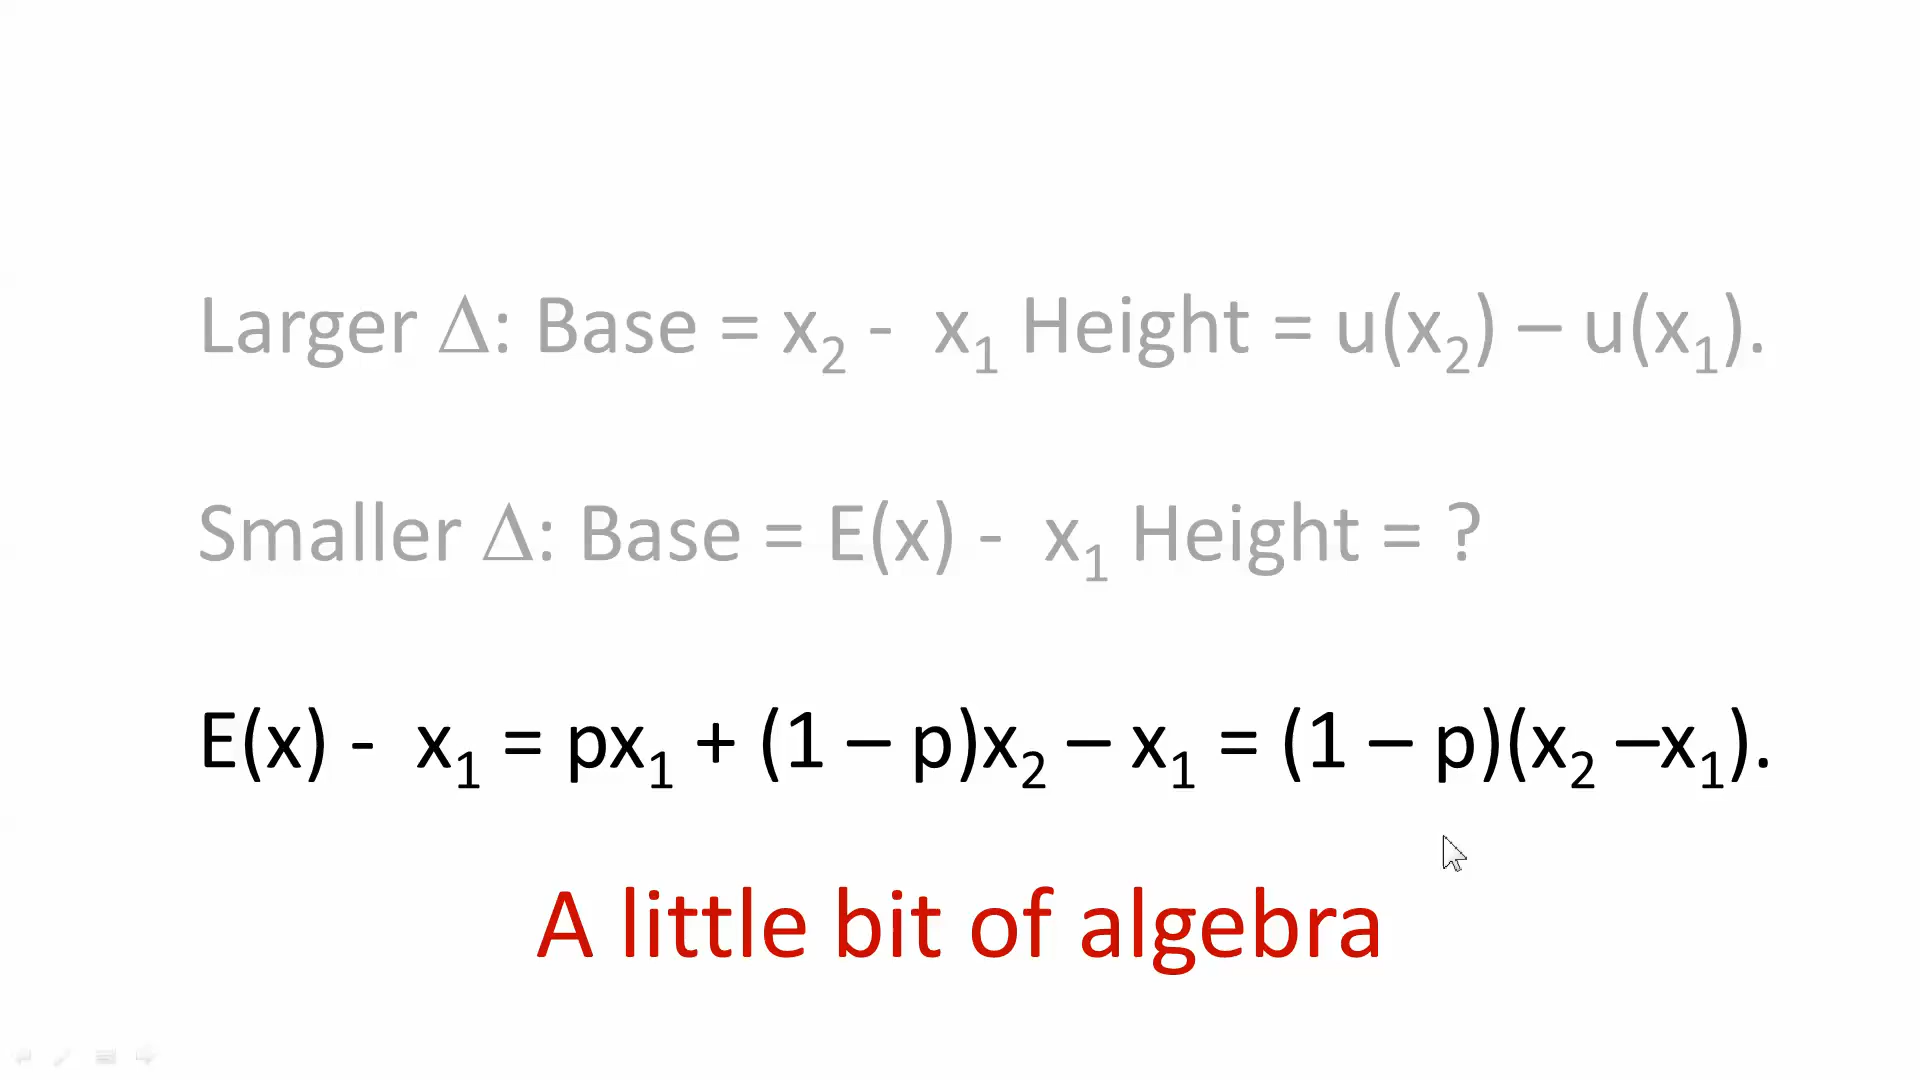 Larger Δ: Base = x₂ - x₁ Height = u(x₂) – u(x₁).
Smaller Δ: Base = E(x) - x₁ Height = ?
E(x) - x₁ = px₁ + (1 – p)x₂ – x₁ = (1 – p)(x₂ –x₁).
A little bit of algebra